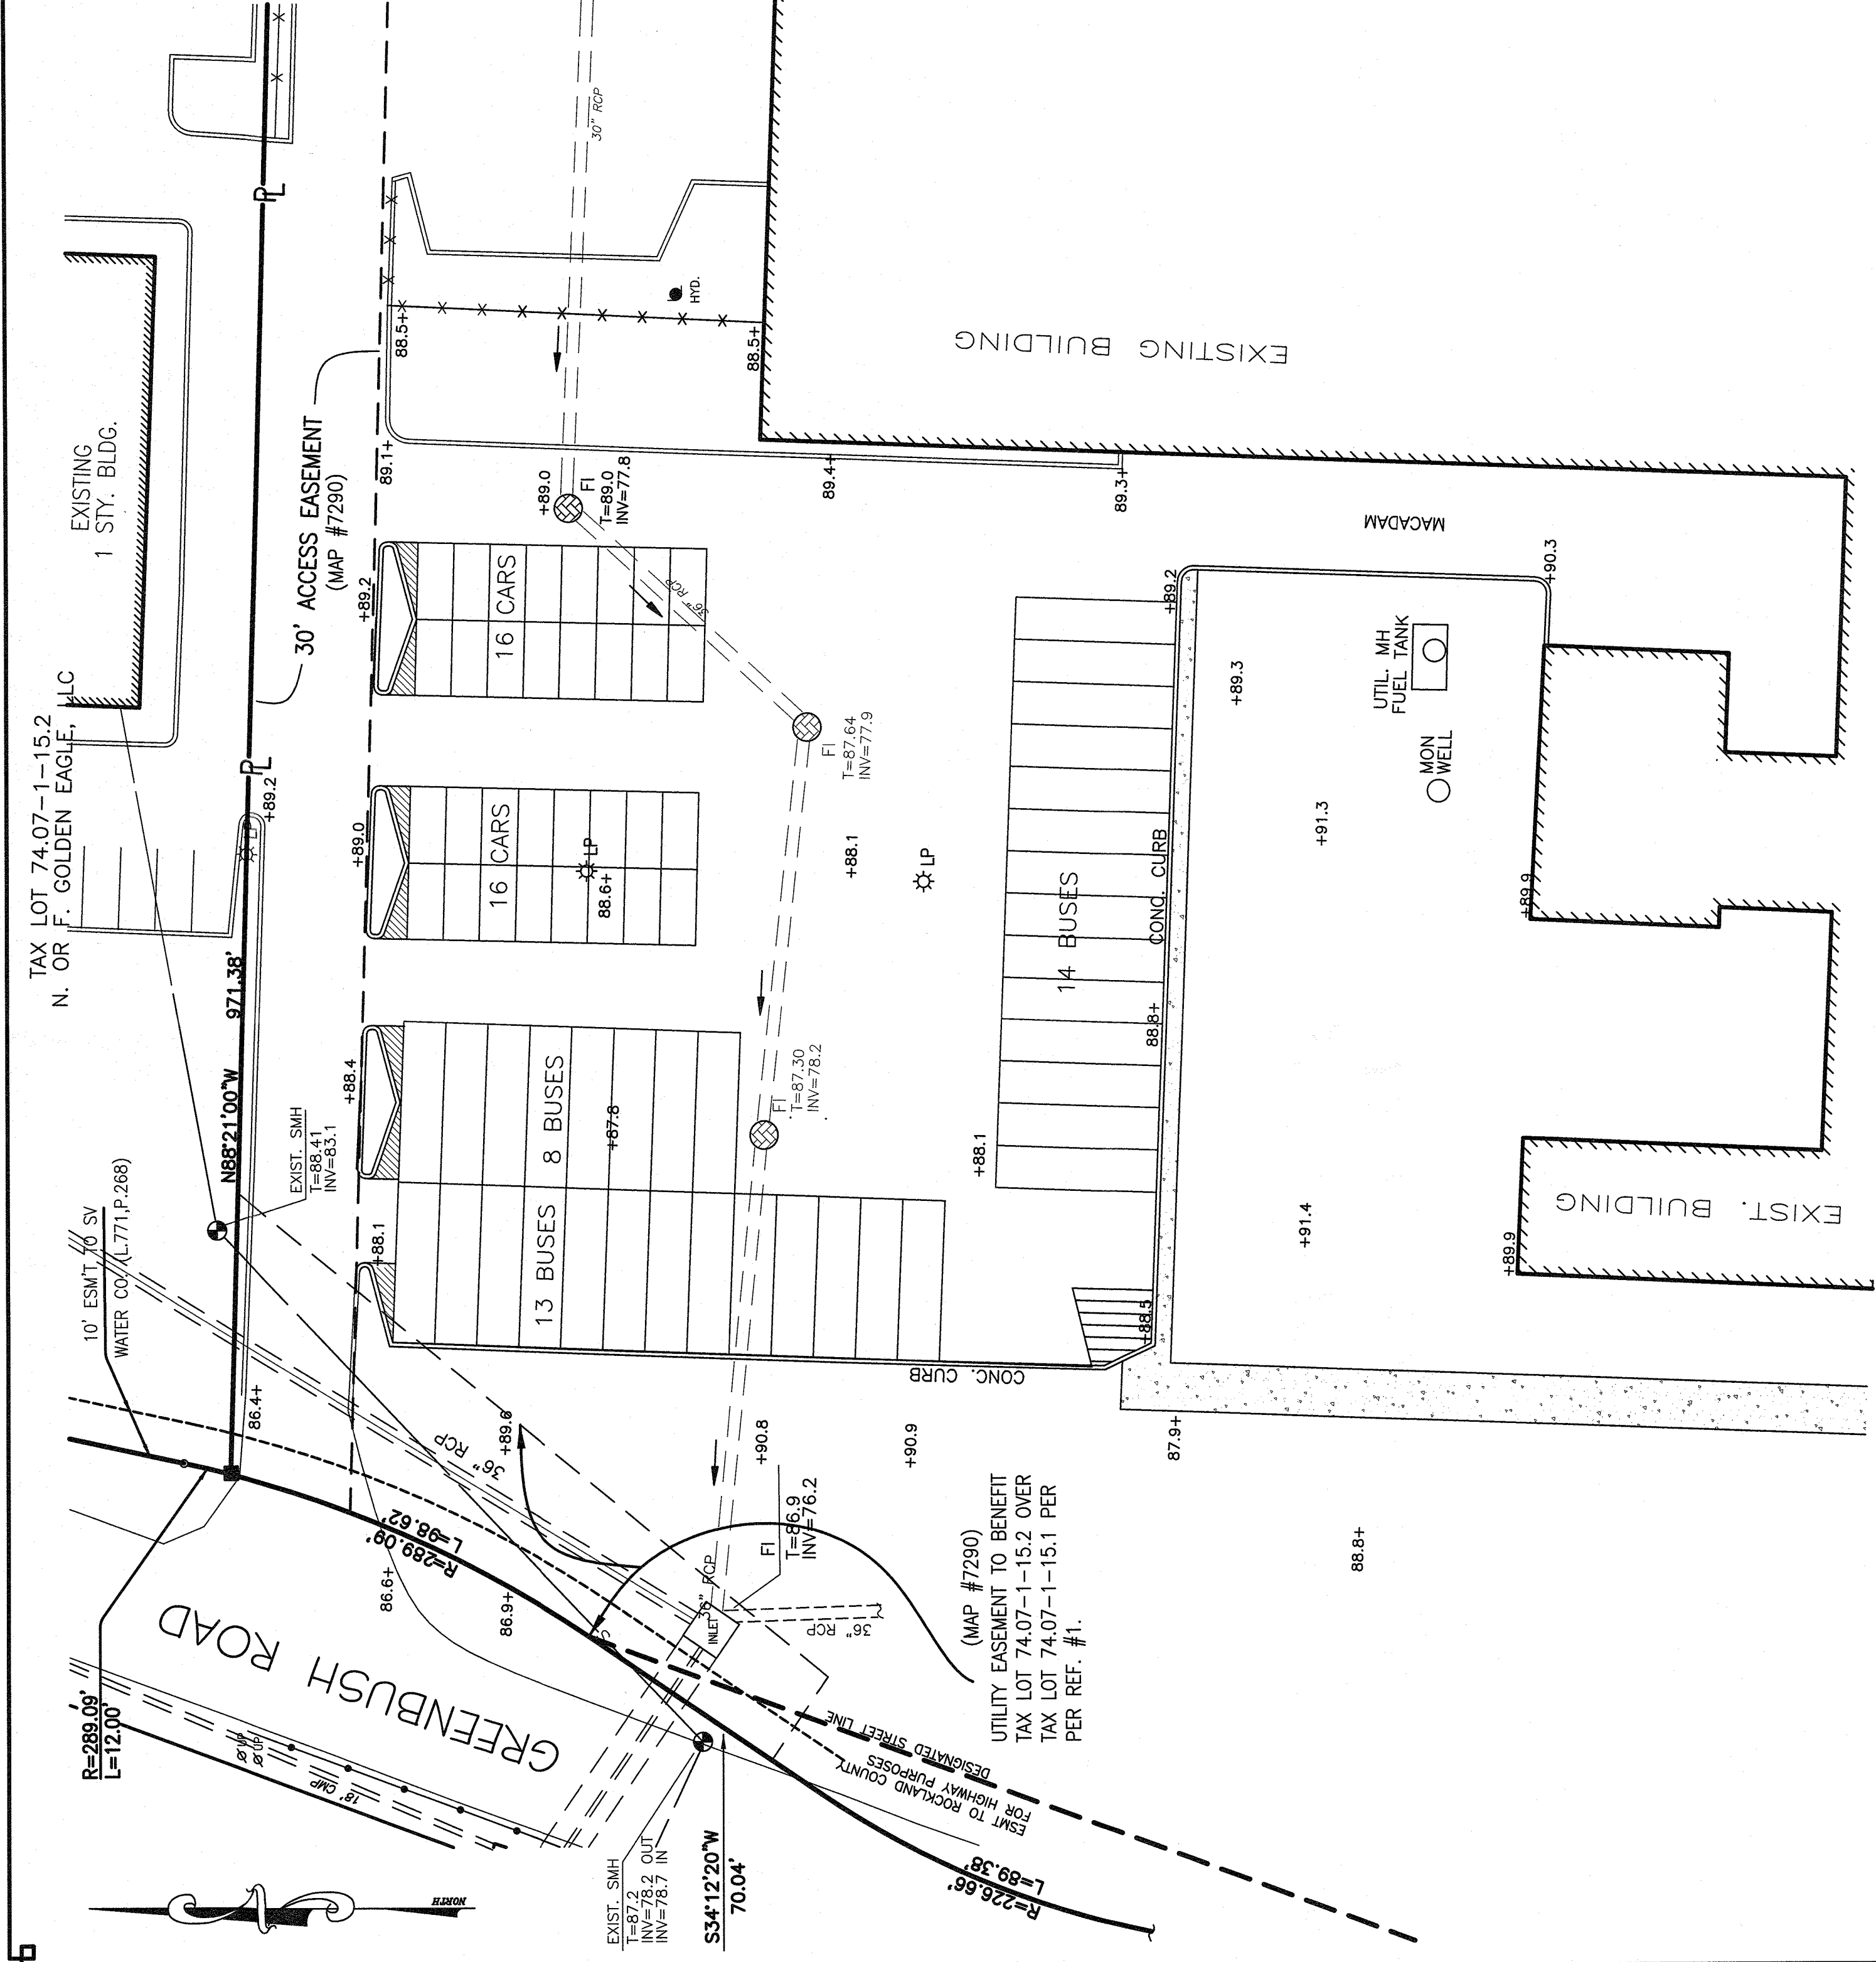 TAX LOT 74.07-1-15.2
N. OR F. GOLDEN EAGLE, LLC
EXISTING
1 STY. BLDG.
30' ACCESS EASEMENT
(MAP #7290)
PL
PL
30" RCP
HYD.
88.5+
88.5+
EXISTING BUILDING
89.1+
+89.0
FI
T=89.0
INV=77.8
89.4+
89.3+
MACADAM
+89.2
16 CARS
36" RCP
+89.2
+90.3
+89.3
UTIL. MH
FUEL TANK
MON
WELL
LP
+89.2
+89.0
16 CARS
LP
88.6+
FI
T=87.64
INV=77.9
+88.1
LP
14 BUSES
CONC. CURB
88.8+
+91.3
+89.9
971.38'
N88°21'00"W
EXIST. SMH
T=88.41
INV=83.1
+88.4
8 BUSES
+87.8
FI
T=87.30
INV=78.2
+88.1
+91.4
EXIST. BUILDING
+89.9
10' ESM'T TO SV
WATER CO. (L.771,P.268)
+88.1
13 BUSES
+88.5
CONC. CURB
86.4+
+89.6
36" RCP
+90.8
+90.9
87.9+
88.8+
R=289.09'
L=98.62'
86.6+
86.9+
FI
T=86.9
INV=76.2
36" RCP
INLET
36" RCP
(MAP #7290)
UTILITY EASEMENT TO BENEFIT
TAX LOT 74.07-1-15.2 OVER
TAX LOT 74.07-1-15.1 PER
PER REF. #1.
R=289.09'
L=12.00'
GREENBUSH ROAD
UP
UP
18" CMP
DESIGNATED STREET LINE
ESMT TO ROCKLAND COUNTY
FOR HIGHWAY PURPOSES
EXIST. SMH
T=87.2
INV=78.2 OUT
INV=78.7 IN
S34°12'20"W
70.04'
R=226.66'
L=89.38'
NORTH